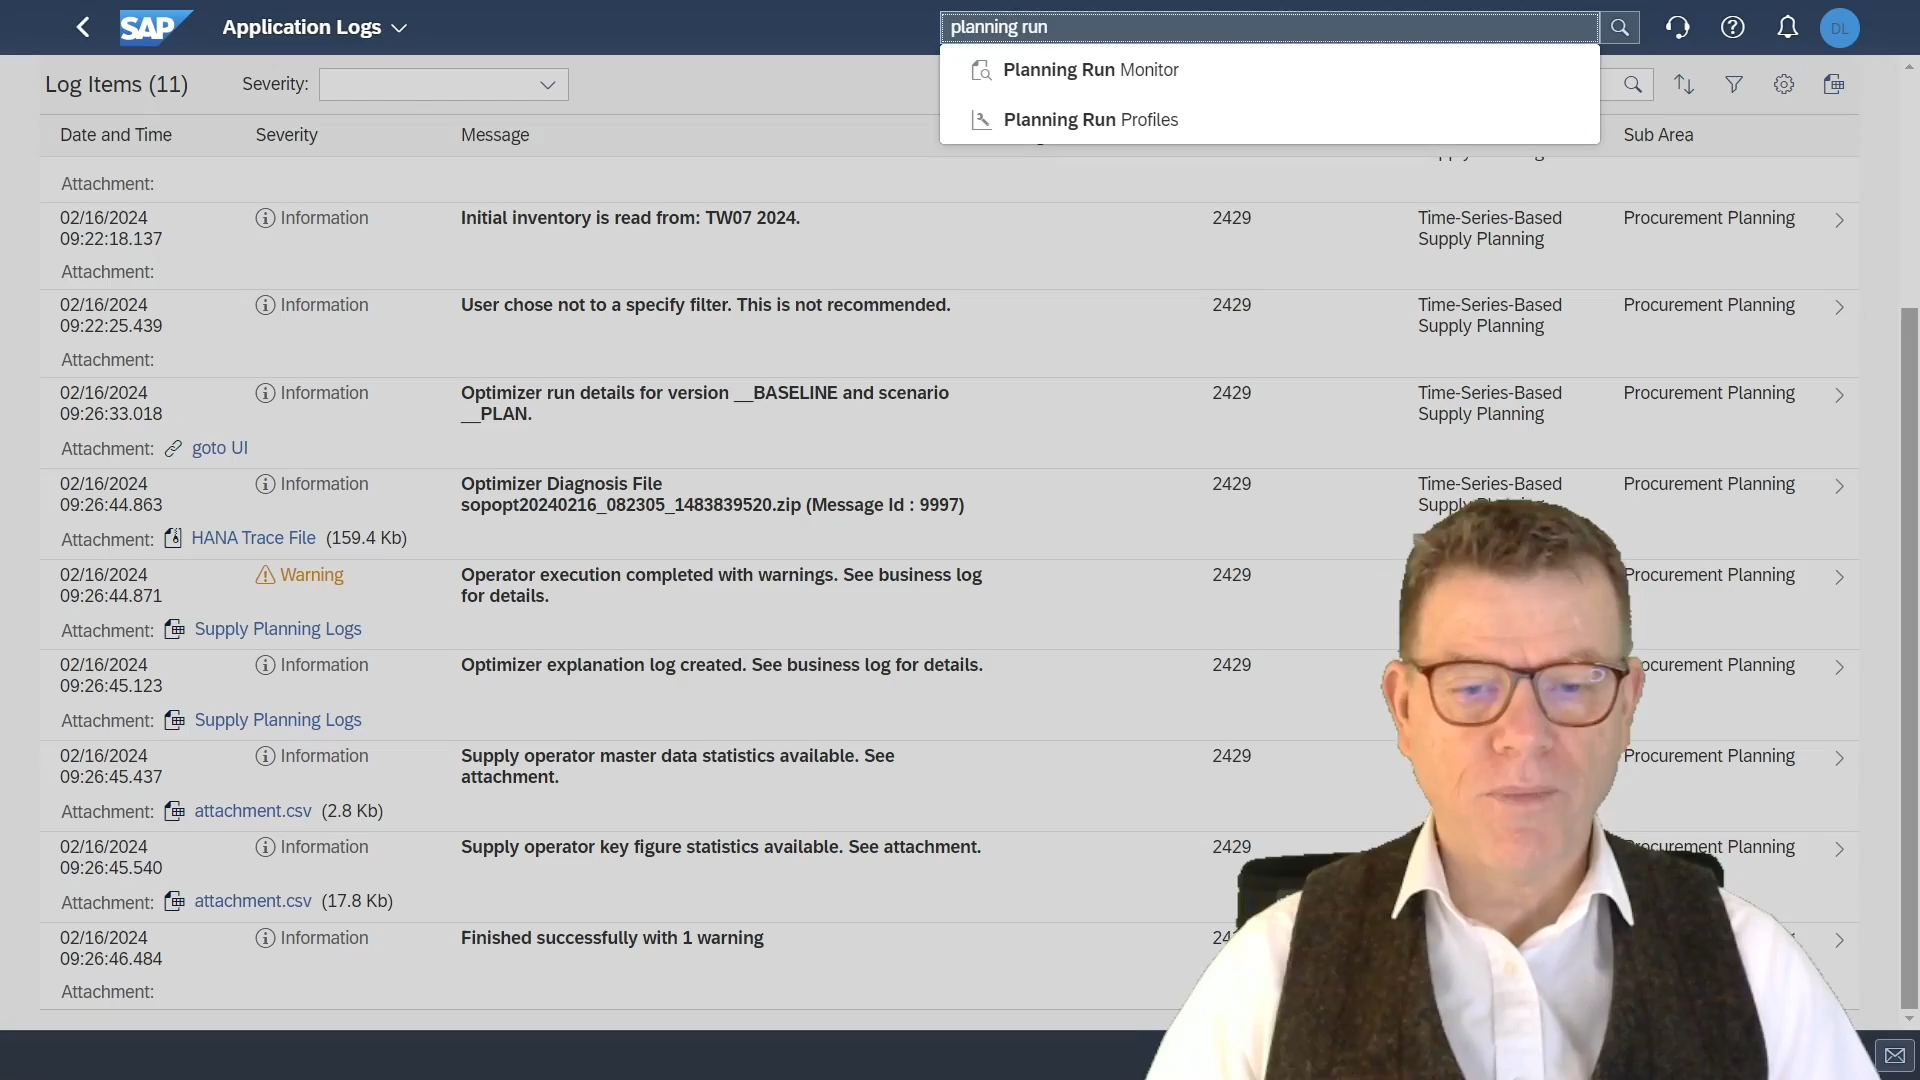 SAP Application Logs planning run DL
Planning Run Monitor
Planning Run Profiles
Log Items (11) Severity:
Date and Time Severity Message Sub Area
Attachment:
02/16/2024 Information Initial inventory is read from: TW07 2024. 2429 Time-Series-Based Procurement Planning
09:22:18.137 Supply Planning
Attachment:
02/16/2024 Information User chose not to a specify filter. This is not recommended. 2429 Time-Series-Based Procurement Planning
09:22:25.439 Supply Planning
Attachment:
02/16/2024 Information Optimizer run details for version __BASELINE and scenario 2429 Time-Series-Based Procurement Planning
09:26:33.018 __PLAN. Supply Planning
Attachment: goto UI
02/16/2024 Information Optimizer Diagnosis File 2429 Time-Series-Based Procurement Planning
09:26:44.863 sopopt20240216_082305_1483839520.zip (Message Id : 9997) Supply Planning
Attachment: HANA Trace File (159.4 Kb)
02/16/2024 Warning Operator execution completed with warnings. See business log 2429 Procurement Planning
09:26:44.871 for details.
Attachment: Supply Planning Logs
02/16/2024 Information Optimizer explanation log created. See business log for details. 2429 ocurement Planning
09:26:45.123
Attachment: Supply Planning Logs
02/16/2024 Information Supply operator master data statistics available. See 2429 Procurement Planning
09:26:45.437 attachment.
Attachment: attachment.csv (2.8 Kb)
02/16/2024 Information Supply operator key figure statistics available. See attachment. 2429 Procurement Planning
09:26:45.540
Attachment: attachment.csv (17.8 Kb)
02/16/2024 Information Finished successfully with 1 warning 24
09:26:46.484
Attachment: